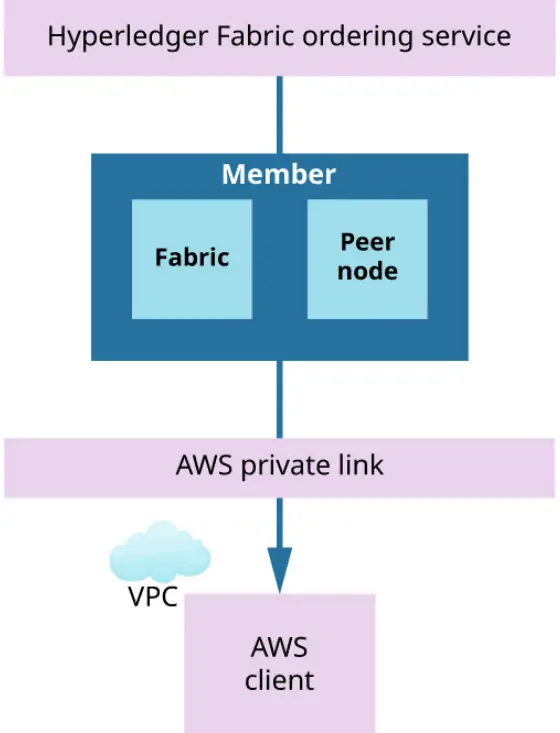 Hyperledger Fabric ordering service
Member
Fabric
Peer
node
AWS private link
VPC
AWS
client